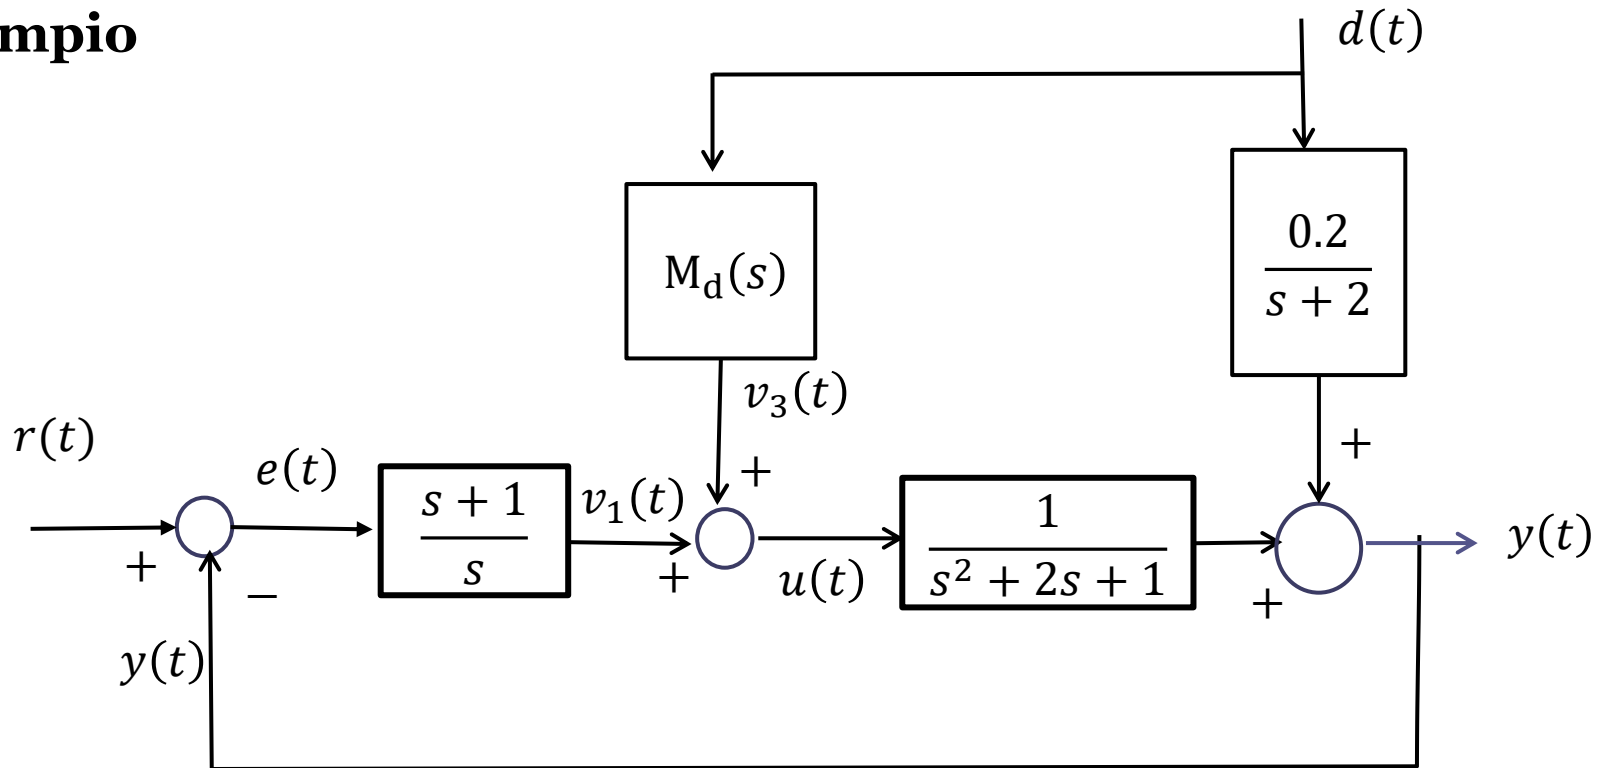 mpio
d(t)
0.2
s + 2
M_d(s)
v_3(t)
+
r(t)
e(t)
s + 1
s
v_1(t)
+
1
s^2 + 2s + 1
y(t)
+
−
+
u(t)
+
y(t)